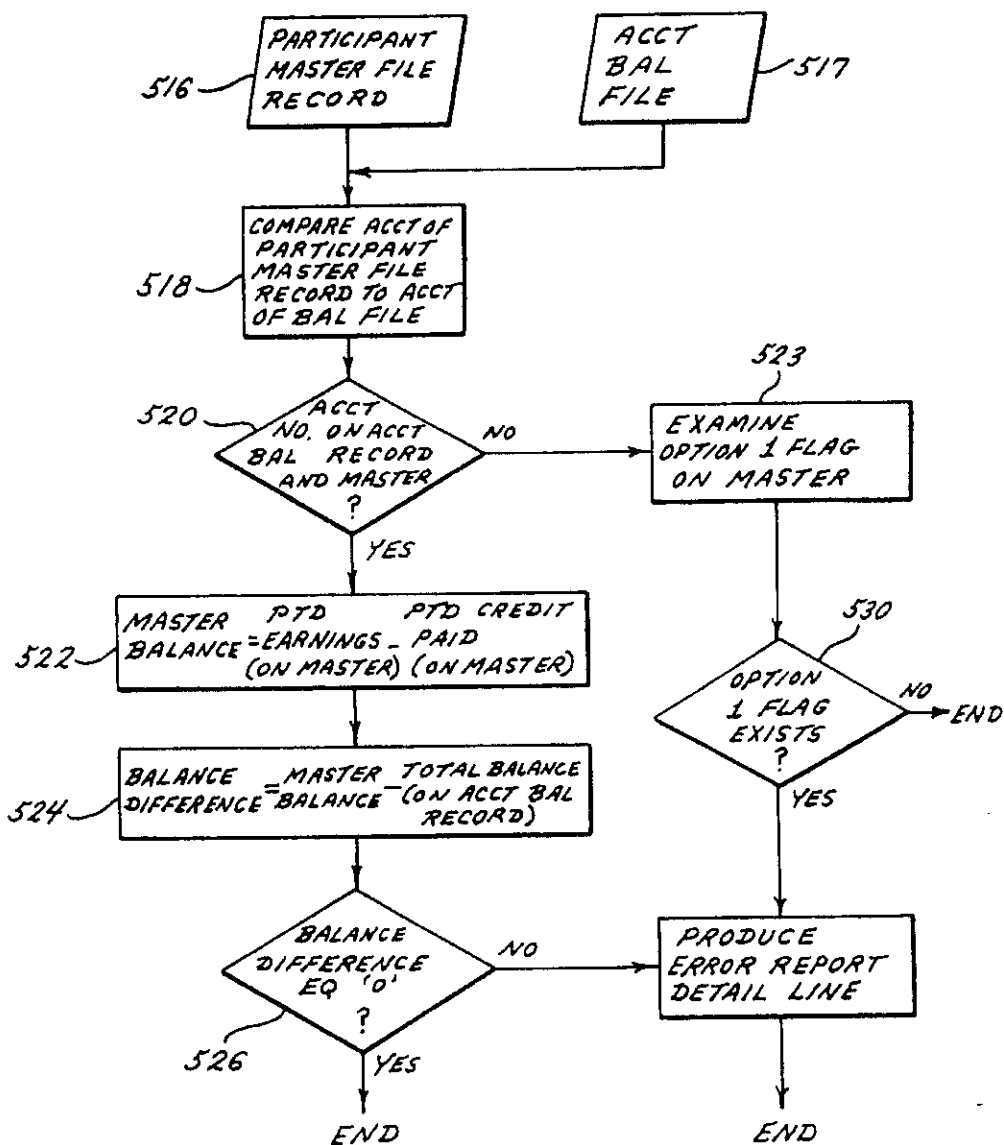 PARTICIPANT
MASTER FILE
RECORD
516
ACCT
BAL
FILE
517
COMPARE ACCT OF
PARTICIPANT
MASTER FILE
RECORD TO ACCT
OF BAL FILE
518
ACCT
NO. ON ACCT
BAL RECORD
AND MASTER
?
520
NO
YES
523
EXAMINE
OPTION 1 FLAG
ON MASTER
MASTER PTD PTD CREDIT
BALANCE = EARNINGS - PAID
(ON MASTER) (ON MASTER)
522
530
OPTION
1 FLAG
EXISTS
?
NO
END
YES
BALANCE = MASTER - TOTAL BALANCE
DIFFERENCE BALANCE (ON ACCT BAL
RECORD)
524
BALANCE
DIFFERENCE
EQ '0'
?
526
NO
YES
END
PRODUCE
ERROR REPORT
DETAIL LINE
END